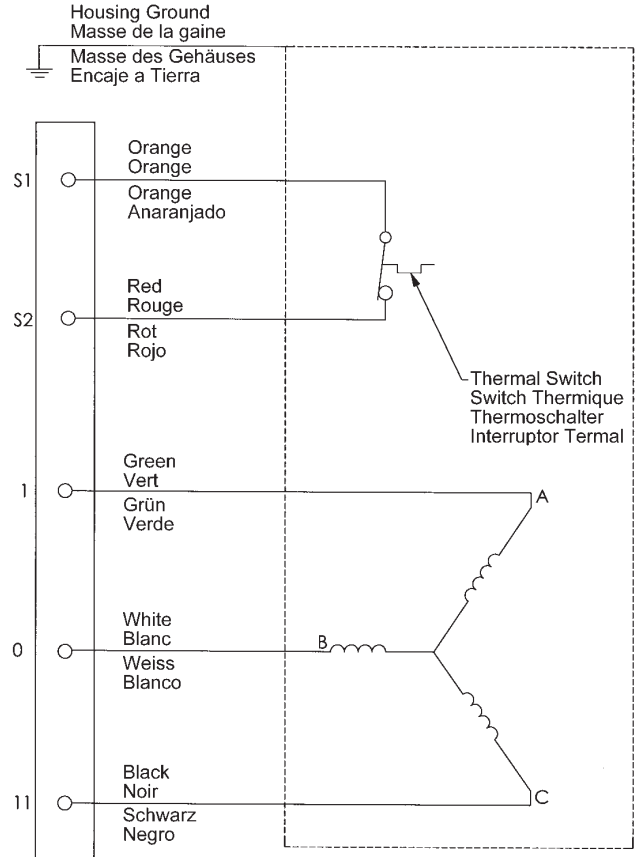 Housing Ground
Masse de la gaine
Masse des Gehäuses
Encaje a Tierra
Orange
Orange
S1
Orange
Anaranjado
Red
Rouge
S2
Rot
Rojo
Thermal Switch
Switch Thermique
Thermoschalter
Interruptor Termal
Green
Vert
1
A
Grün
Verde
White
Blanc
B
0
Weiss
Blanco
Black
Noir
C
11
Schwarz
Negro